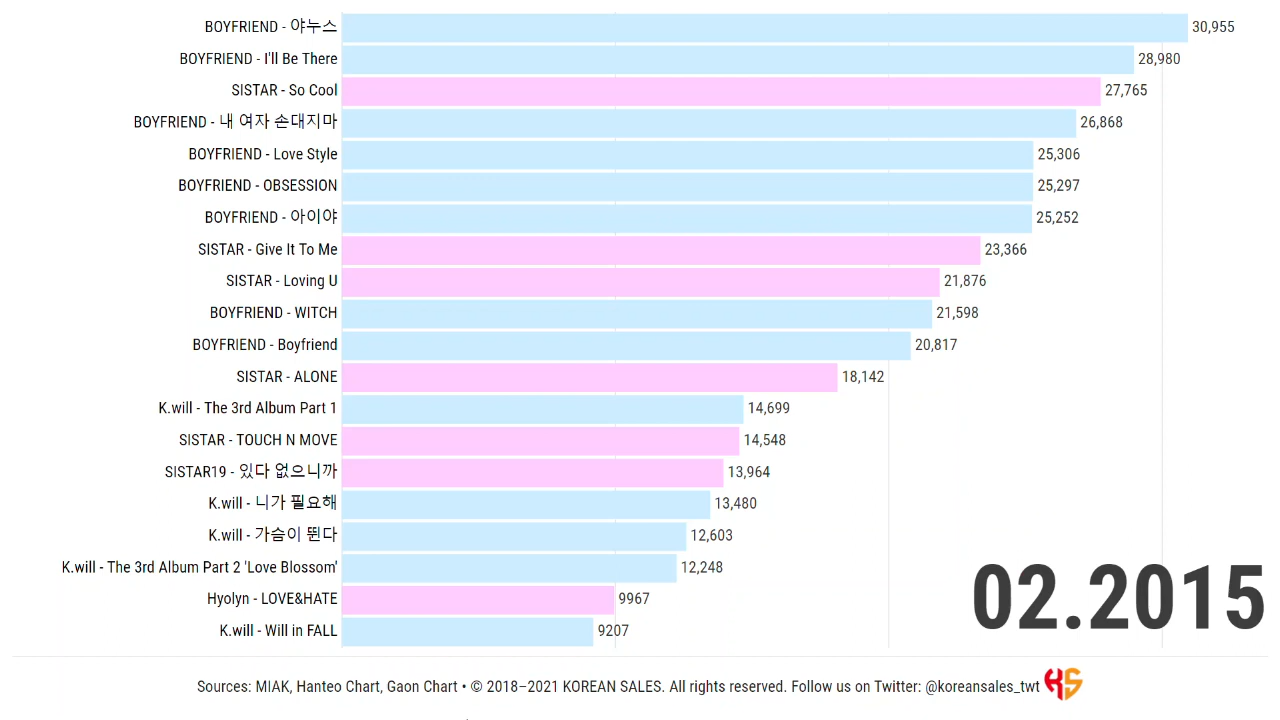 BOYFRIEND - 야누스 30,955
BOYFRIEND - I'll Be There 28,980
SISTAR - So Cool 27,765
BOYFRIEND - 내 여자 손대지마 26,868
BOYFRIEND - Love Style 25,306
BOYFRIEND - OBSESSION 25,297
BOYFRIEND - 아이야 25,252
SISTAR - Give It To Me 23,366
SISTAR - Loving U 21,876
BOYFRIEND - WITCH 21,598
BOYFRIEND - Boyfriend 20,817
SISTAR - ALONE 18,142
K.will - The 3rd Album Part 1 14,699
SISTAR - TOUCH N MOVE 14,548
SISTAR19 - 있다 없으니까 13,964
K.will - 니가 필요해 13,480
K.will - 가슴이 뛴다 12,603
K.will - The 3rd Album Part 2 'Love Blossom' 12,248
Hyolyn - LOVE&HATE 9967
K.will - Will in FALL 9207
02.2015
Sources: MIAK, Hanteo Chart, Gaon Chart • © 2018–2021 KOREAN SALES. All rights reserved. Follow us on Twitter: @koreansales_twt KS